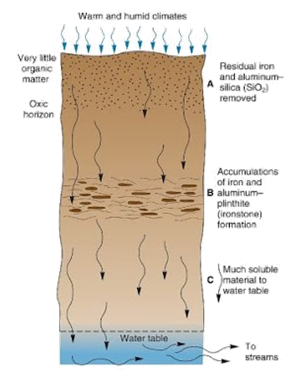 Warm and humid climates
Very little
organic
matter
Oxic
horizon
A
Residual iron
and aluminum–
silica (SiO₂)
removed
B
Accumulations
of iron and
aluminum–
plinthite
(ironstone)
formation
C
Much soluble
material to
water table
Water table
To
streams